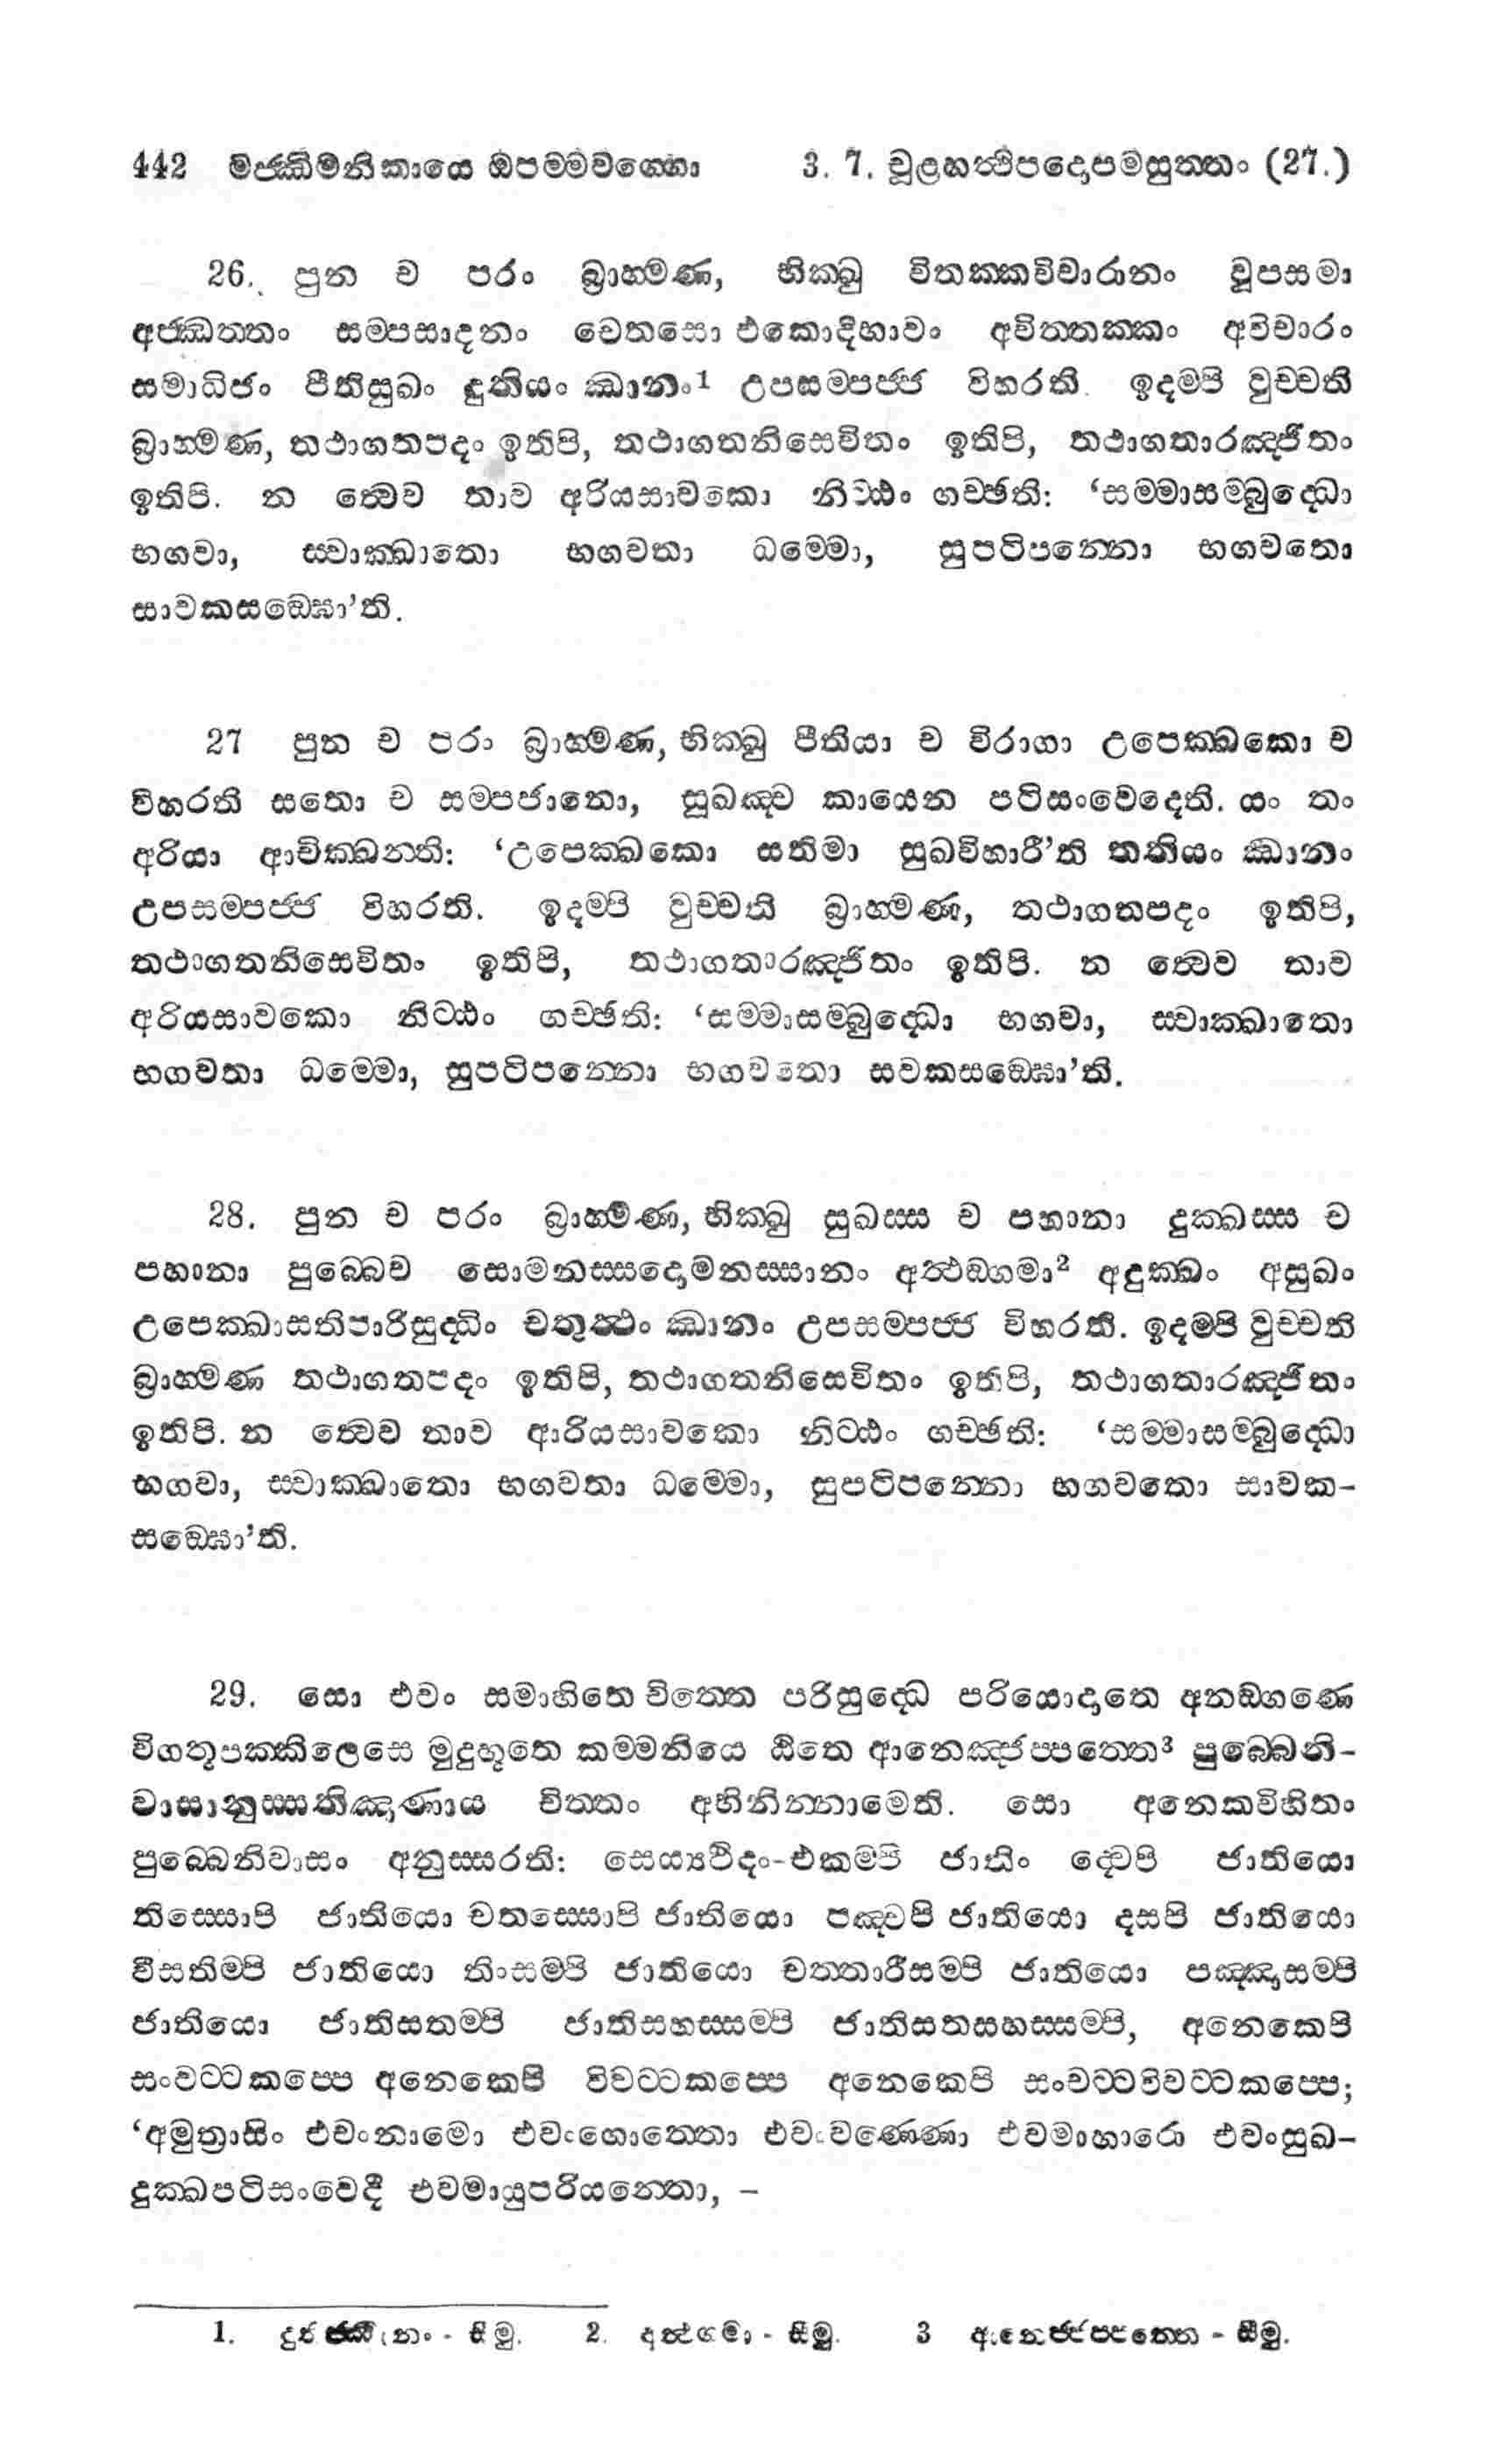 442 මජ්ඣිමනිකායෙ ඔපම්මවග්ගො 3. 7. චූළහත්ථිපදොපමසුත්තං (27.)
26. පුන ච පරං බ්‍රාහ්මණ, භික්ඛු විතක්කවිචාරානං වූපසමා
අජ්ඣත්තං සම්පසාදනං චෙතසො එකොදිභාවං අවිත්තක්කං අවිචාරං
සමාධිජං පීතිසුඛං දුතියං ඣානං1 උපසම්පජ්ජ විහරති. ඉදම්පි වුච්චති
බ්‍රාහ්මණ, තථාගතපදං ඉතිපි, තථාගතනිසෙවිතං ඉතිපි, තථාගතාරඤ්ජිතං
ඉතිපි. න ත්වෙව තාව අරියසාවකො නිට්ඨං ගච්ඡති: ‘සම්මාසම්බුද්ධො
භගවා, ස්වාක්ඛාතො භගවතා ධම්මො, සුපටිපන්නො භගවතො
සාවකසඞ්ඝො’ති.
27 පුන ච පරං බ්‍රාහ්මණ, භික්ඛු පීතියා ච විරාගා උපෙක්ඛකො ච
විහරති සතො ච සම්පජානො, සුඛඤ්ච කායෙන පටිසංවෙදෙති. යං තං
අරියා ආචික්ඛන්ති: ‘උපෙක්ඛකො සතිමා සුඛවිහාරී’ති තතියං ඣානං
උපසම්පජ්ජ විහරති. ඉදම්පි වුච්චති බ්‍රාහ්මණ, තථාගතපදං ඉතිපි,
තථාගතනිසෙවිතං ඉතිපි, තථාගතාරඤ්ජිතං ඉතිපි. න ත්වෙව තාව
අරියසාවකො නිට්ඨං ගච්ඡති: ‘සම්මාසම්බුද්ධො භගවා, ස්වාක්ඛාතො
භගවතා ධම්මො, සුපටිපන්නො භගවතො සවකසඞ්ඝො’ති.
28. පුන ච පරං බ්‍රාහ්මණ, භික්ඛු සුඛස්ස ච පහානා දුක්ඛස්ස ච
පහානා පුබ්බෙව සොමනස්සදොමනස්සානං අත්ථඞ්ගමා2 අදුක්ඛං අසුඛං
උපෙක්ඛාසතිපාරිසුද්ධිං චතුත්ථං ඣානං උපසම්පජ්ජ විහරති. ඉදම්පි වුච්චති
බ්‍රාහ්මණ තථාගතපදං ඉතිපි, තථාගතනිසෙවිතං ඉතිපි, තථාගතාරඤ්ජිතං
ඉතිපි. න ත්වෙව තාව ආරියසාවකො නිට්ඨං ගච්ඡති: ‘සම්මාසම්බුද්ධො
භගවා, ස්වාක්ඛාතො භගවතා ධම්මො, සුපටිපන්නො භගවතො සාවක-
සඞ්ඝො’ති.
29. සො එවං සමාහිතෙ චිත්තෙ පරිසුද්ධෙ පරියොදාතෙ අනඞ්ගණෙ
විගතූපක්කිලෙසෙ මුදුභූතෙ කම්මනියෙ ඨිතෙ ආනෙඤ්ජප්පත්තෙ3 පුබ්බෙනි-
වාසානුස්සතිඤාණාය චිත්තං අභිනින්නාමෙති. සො අනෙකවිහිතං
පුබ්බෙනිවාසං අනුස්සරති: සෙය්‍යථිදං-එකම්පි ජාතිං ද්වෙපි ජාතියො
තිස්සොපි ජාතියො චතස්සොපි ජාතියො පඤ්චපි ජාතියො දසපි ජාතියො
වීසතිම්පි ජාතියො තිංසම්පි ජාතියො චත්තාරීසම්පි ජාතියො පඤ්ඤාසම්පි
ජාතියො ජාතිසතම්පි ජාතිසහස්සම්පි ජාතිසතසහස්සම්පි, අනෙකෙපි
සංවට්ටකප්පෙ අනෙකෙපි විවට්ටකප්පෙ අනෙකෙපි සංවට්ටවිවට්ටකප්පෙ;
‘අමුත්‍රාසිං එවංනාමො එවංගොත්තො එවංවණ්ණො එවමාහාරො එවංසුඛ-
දුක්ඛපටිසංවෙදී එවමායුපරියන්තො, –
1. - සීමු. 2. අත්ථගමා - සීමු. 3 ආනෙජ්ජප්පත්තෙ - සීමු.